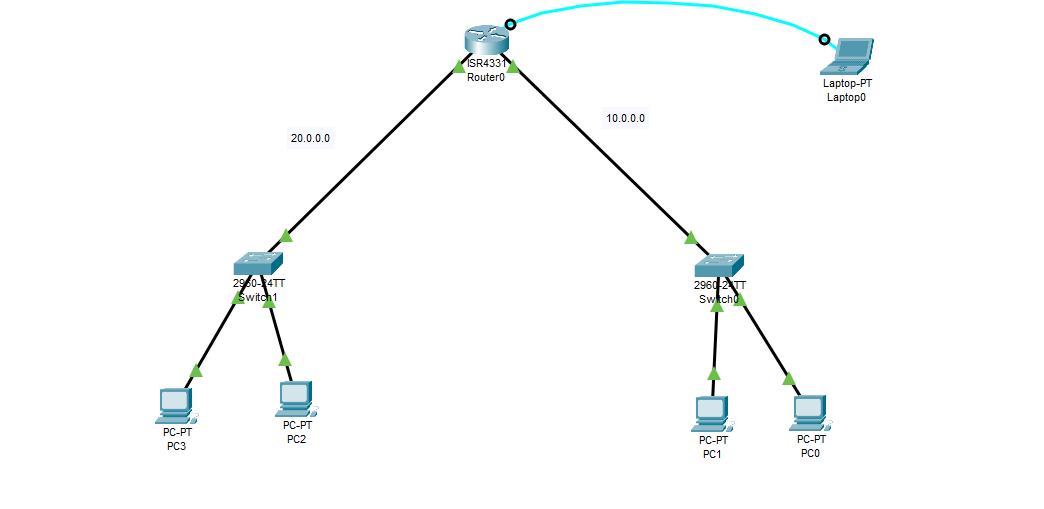 ISR4331
Router0
Laptop-PT
Laptop0
20.0.0.0
10.0.0.0
2960-24TT
Switch1
2960-24TT
Switch0
PC-PT
PC3
PC-PT
PC2
PC-PT
PC1
PC-PT
PC0